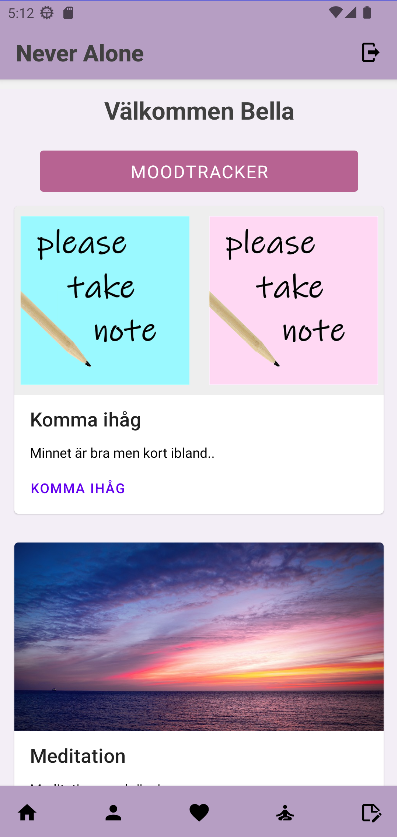 5:12
Never Alone
Välkommen Bella
MOODTRACKER
please
take
note
please
take
note
Komma ihåg
Minnet är bra men kort ibland..
KOMMA IHÅG
Meditation